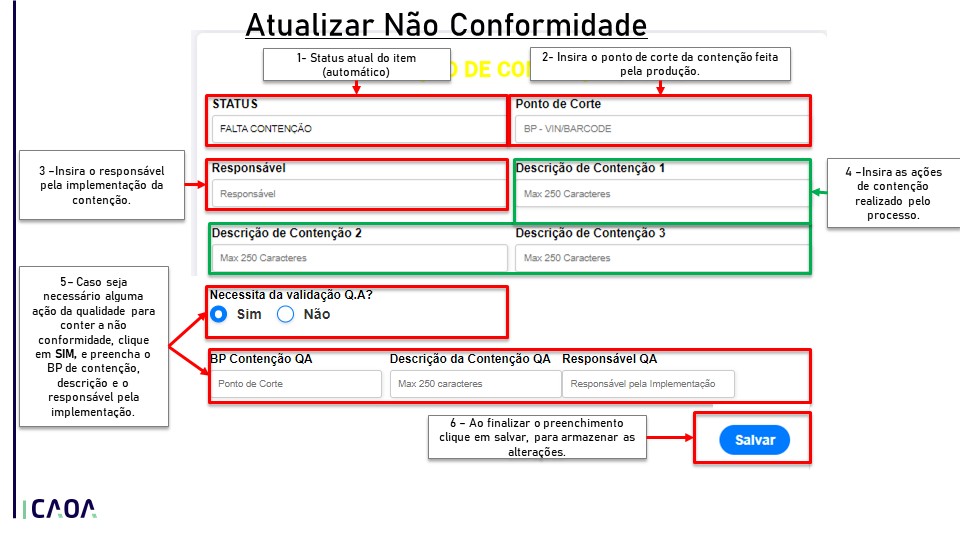 Atualizar Não Conformidade
1- Status atual do item
(automático)
2- Insira o ponto de corte da contenção feita
pela produção.
DE
STATUS
Ponto de Corte
FALTA CONTENÇÃO
BP - VIN/BARCODE
3 –Insira o responsável
pela implementação da
contenção.
Responsável
Responsável
Descrição de Contenção 1
Max 250 Caracteres
4 –Insira as ações
de contenção
realizado pelo
processo.
Descrição de Contenção 2
Max 250 Caracteres
Descrição de Contenção 3
Max 250 Caracteres
5– Caso seja
necessário alguma
ação da qualidade para
conter a não
conformidade, clique
em SIM, e preencha o
BP de contenção,
descrição e o
responsável pela
implementação.
Necessita da validação Q.A?
Sim Não
BP Contenção QA
Descrição da Contenção QA
Responsável QA
Ponto de Corte
Max 250 caracteres
Responsável pela Implementação
6 – Ao finalizar o preenchimento
clique em salvar, para armazenar as
alterações.
Salvar
CAOA